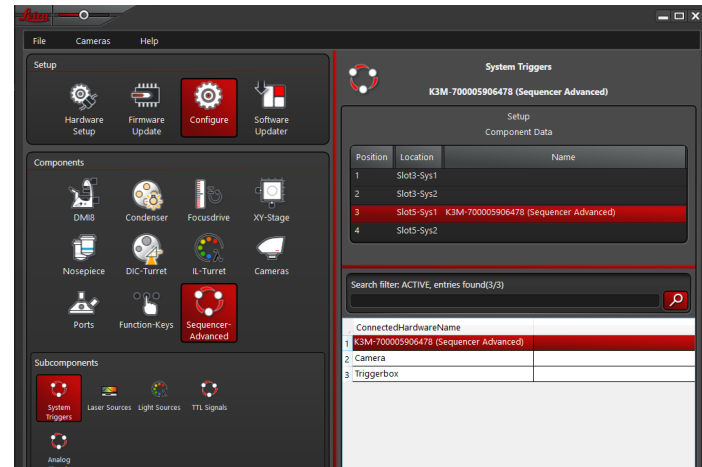 Leica
File Cameras Help
Setup
Hardware Setup
Firmware Update
Configure
Software Updater
Components
DMI8
Condenser
Focusdrive
XY-Stage
Nosepiece
DIC-Turret
IL-Turret
Cameras
Ports
Function-Keys
Sequencer-Advanced
Subcomponents
System Triggers
Laser Sources
Light Sources
TTL Signals
Analog
System Triggers
K3M-700005906478 (Sequencer Advanced)
Setup
Component Data
Position Location Name
1 Slot3-Sys1
2 Slot3-Sys2
3 Slot5-Sys1 K3M-700005906478 (Sequencer Advanced)
4 Slot5-Sys2
Search filter: ACTIVE, entries found(3/3)
ConnectedHardwareName
1 K3M-700005906478 (Sequencer Advanced)
2 Camera
3 Triggerbox